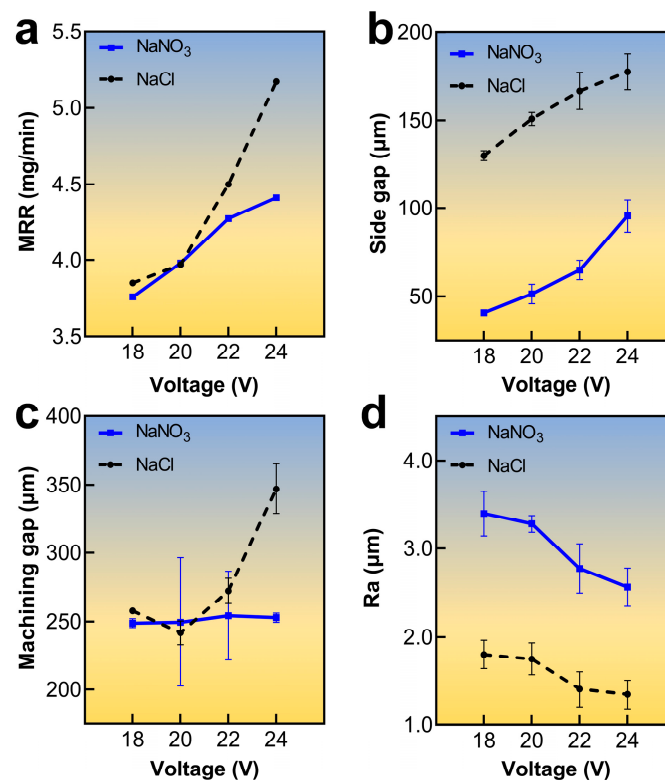 a
NaNO₃
NaCl
5.5
5.0
4.5
4.0
3.5
MRR (mg/min)
18 20 22 24
Voltage (V)
b
NaNO₃
NaCl
200
150
100
50
Side gap (μm)
18 20 22 24
Voltage (V)
c
NaNO₃
NaCl
400
350
300
250
200
Machining gap (μm)
18 20 22 24
Voltage (V)
d
NaNO₃
NaCl
4.0
3.0
2.0
1.0
Ra (μm)
18 20 22 24
Voltage (V)